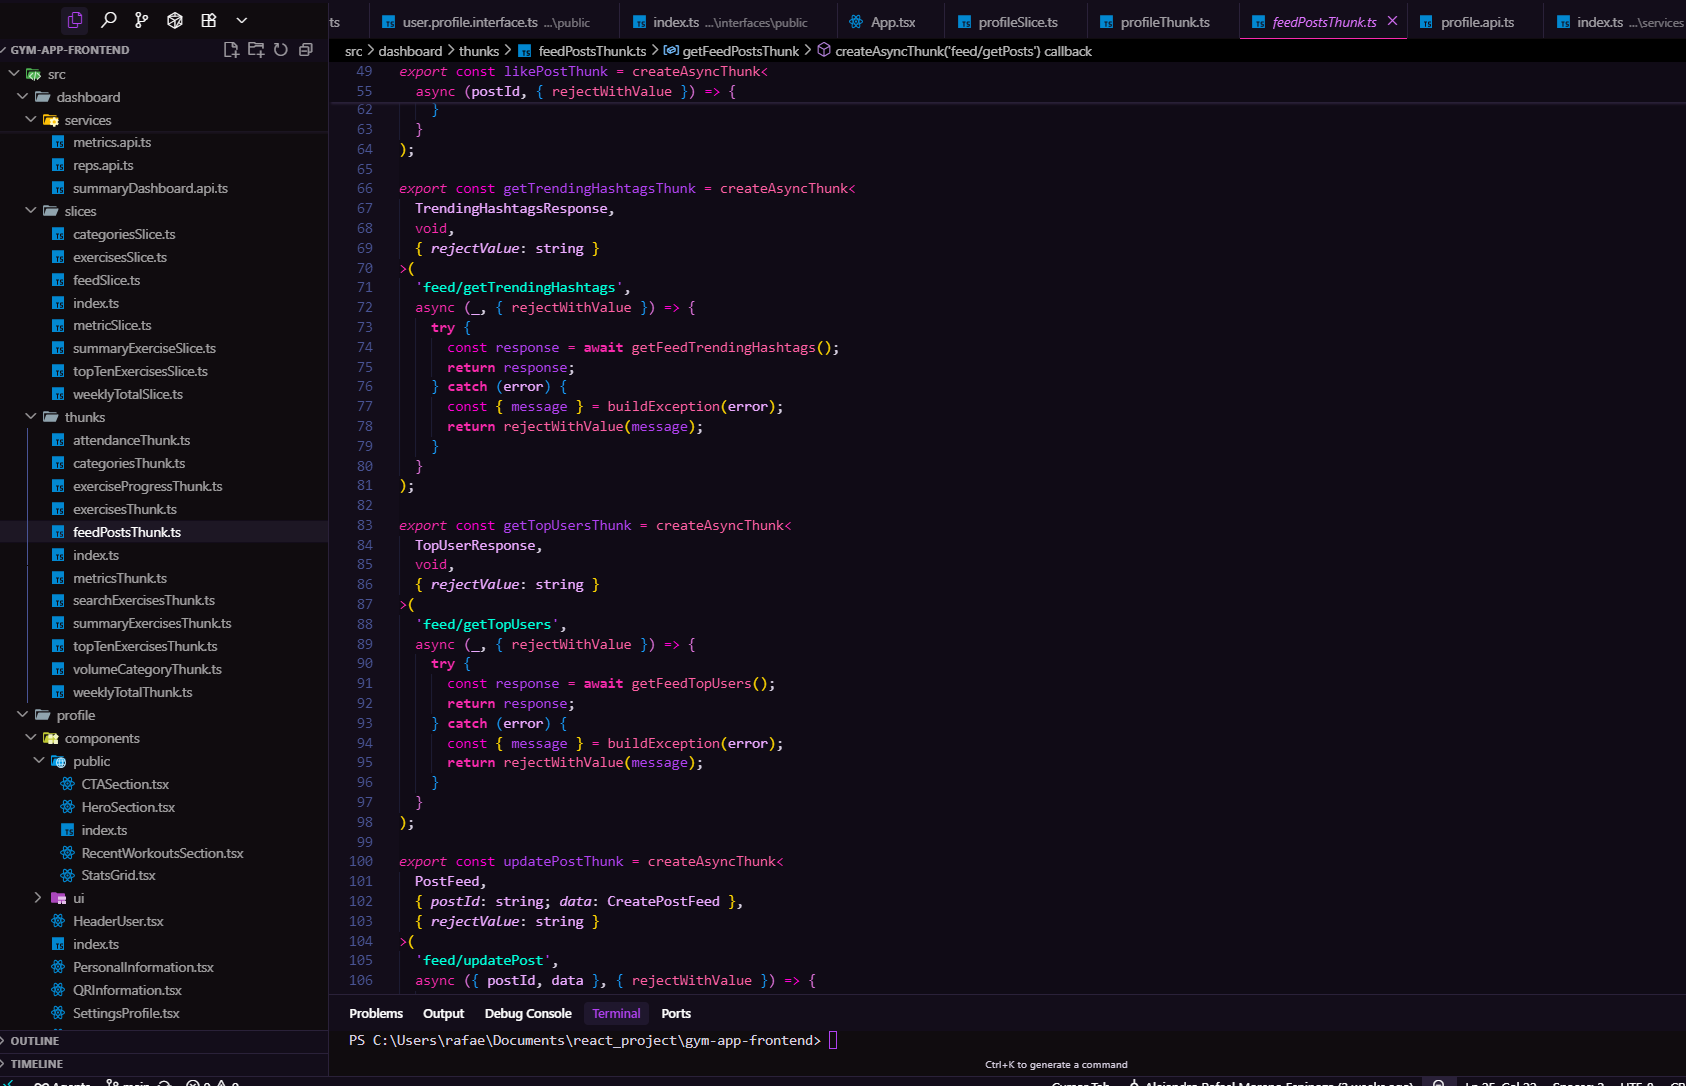 ts
user.profile.interface.ts ...\public
index.ts ...\interfaces\public
App.tsx
profileSlice.ts
profileThunk.ts
feedPostsThunk.ts
profile.api.ts
index.ts ...\services
GYM-APP-FRONTEND
src > dashboard > thunks > feedPostsThunk.ts > getFeedPostsThunk > createAsyncThunk('feed/getPosts') callback
src
dashboard
services
metrics.api.ts
reps.api.ts
summaryDashboard.api.ts
slices
categoriesSlice.ts
exercisesSlice.ts
feedSlice.ts
index.ts
metricSlice.ts
summaryExerciseSlice.ts
topTenExercisesSlice.ts
weeklyTotalSlice.ts
thunks
attendanceThunk.ts
categoriesThunk.ts
exerciseProgressThunk.ts
exercisesThunk.ts
feedPostsThunk.ts
index.ts
metricsThunk.ts
searchExercisesThunk.ts
summaryExercisesThunk.ts
topTenExercisesThunk.ts
volumeCategoryThunk.ts
weeklyTotalThunk.ts
profile
components
public
CTASection.tsx
HeroSection.tsx
index.ts
RecentWorkoutsSection.tsx
StatsGrid.tsx
ui
HeaderUser.tsx
index.ts
PersonalInformation.tsx
QRInformation.tsx
SettingsProfile.tsx
OUTLINE
TIMELINE
49 export const likePostThunk = createAsyncThunk<
55 async (postId, { rejectWithValue }) => {
62 }
63 }
64 );
65
66 export const getTrendingHashtagsThunk = createAsyncThunk<
67 TrendingHashtagsResponse,
68 void,
69 { rejectValue: string }
70 >(
71 'feed/getTrendingHashtags',
72 async (_, { rejectWithValue }) => {
73 try {
74 const response = await getFeedTrendingHashtags();
75 return response;
76 } catch (error) {
77 const { message } = buildException(error);
78 return rejectWithValue(message);
79 }
80 }
81 );
82
83 export const getTopUsersThunk = createAsyncThunk<
84 TopUserResponse,
85 void,
86 { rejectValue: string }
87 >(
88 'feed/getTopUsers',
89 async (_, { rejectWithValue }) => {
90 try {
91 const response = await getFeedTopUsers();
92 return response;
93 } catch (error) {
94 const { message } = buildException(error);
95 return rejectWithValue(message);
96 }
97 }
98 );
99
100 export const updatePostThunk = createAsyncThunk<
101 PostFeed,
102 { postId: string; data: CreatePostFeed },
103 { rejectValue: string }
104 >(
105 'feed/updatePost',
106 async ({ postId, data }, { rejectWithValue }) => {
Problems Output Debug Console Terminal Ports
PS C:\Users\rafae\Documents\react_project\gym-app-frontend>
Ctrl+K to generate a command